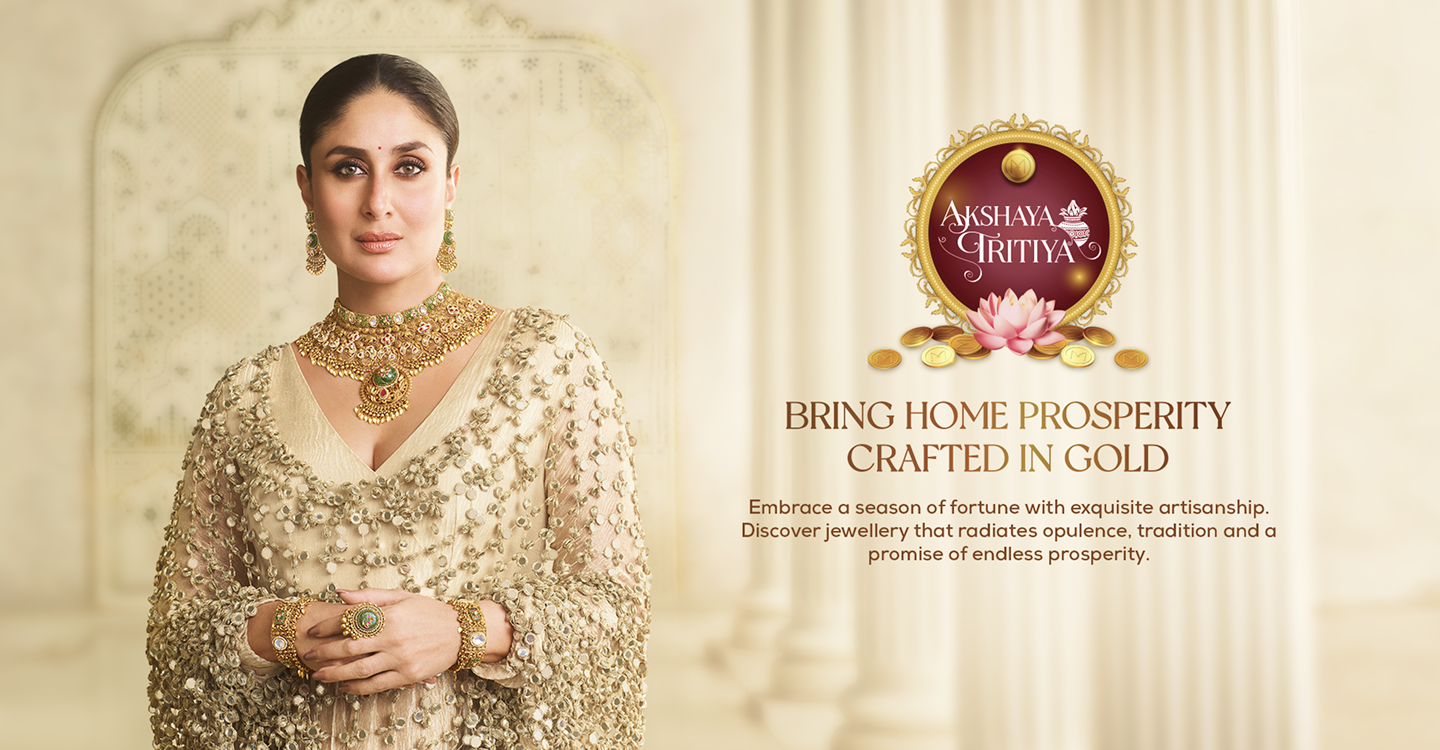 AKSHAYA
TRITIYA
BRING HOME PROSPERITY
CRAFTED IN GOLD
Embrace a season of fortune with exquisite artisanship.
Discover jewellery that radiates opulence, tradition and a
promise of endless prosperity.